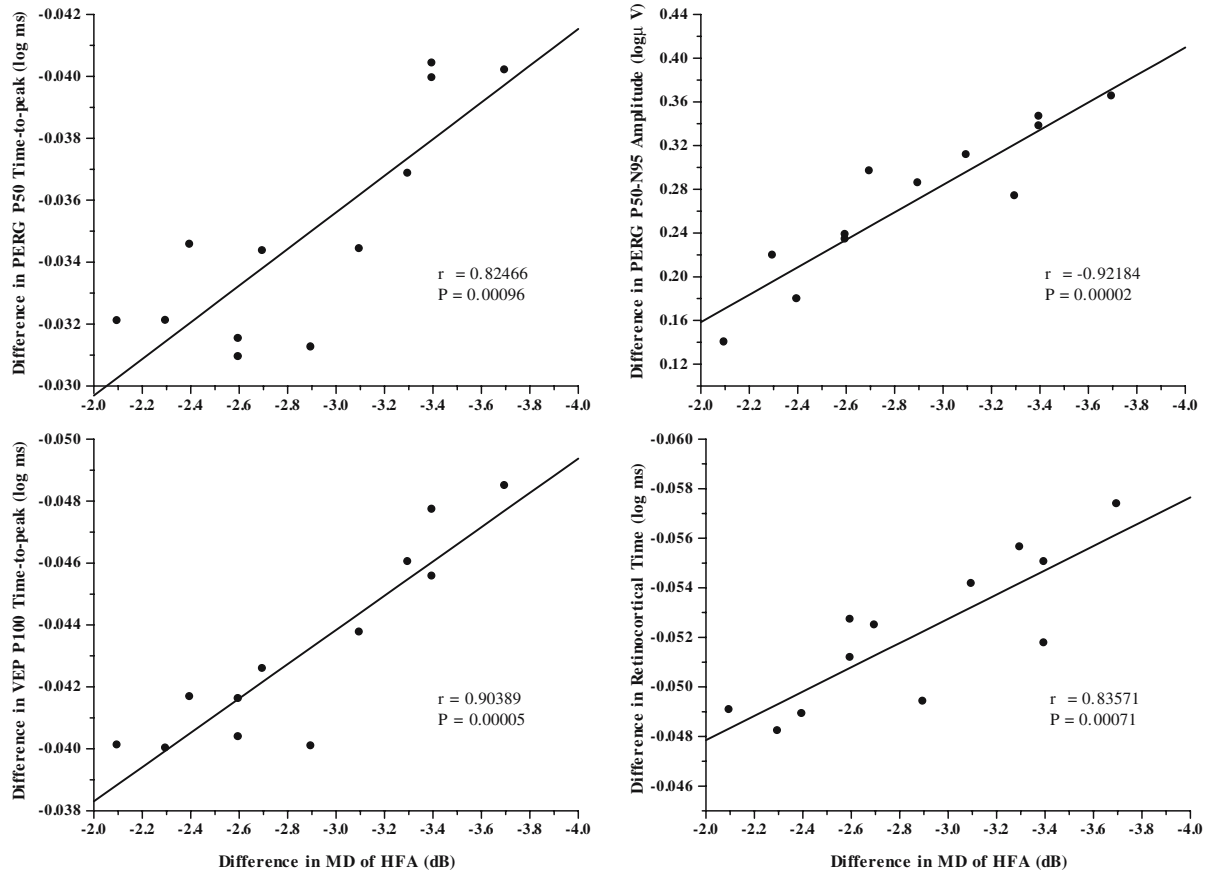 Difference in PERG P50 Time-to-peak (log ms)
-0.042
-0.040
-0.038
-0.036
-0.034
-0.032
-0.030
r = 0.82466
P = 0.00096
-2.0 -2.2 -2.4 -2.6 -2.8 -3.0 -3.2 -3.4 -3.6 -3.8 -4.0
Difference in PERG P50-N95 Amplitude (logμ V)
0.44
0.40
0.36
0.32
0.28
0.24
0.20
0.16
0.12
r = -0.92184
P = 0.00002
-2.0 -2.2 -2.4 -2.6 -2.8 -3.0 -3.2 -3.4 -3.6 -3.8 -4.0
Difference in VEP P100 Time-to-peak (log ms)
-0.050
-0.048
-0.046
-0.044
-0.042
-0.040
-0.038
r = 0.90389
P = 0.00005
-2.0 -2.2 -2.4 -2.6 -2.8 -3.0 -3.2 -3.4 -3.6 -3.8 -4.0
Difference in MD of HFA (dB)
Difference in Retinocortical Time (log ms)
-0.060
-0.058
-0.056
-0.054
-0.052
-0.050
-0.048
-0.046
r = 0.83571
P = 0.00071
-2.0 -2.2 -2.4 -2.6 -2.8 -3.0 -3.2 -3.4 -3.6 -3.8 -4.0
Difference in MD of HFA (dB)